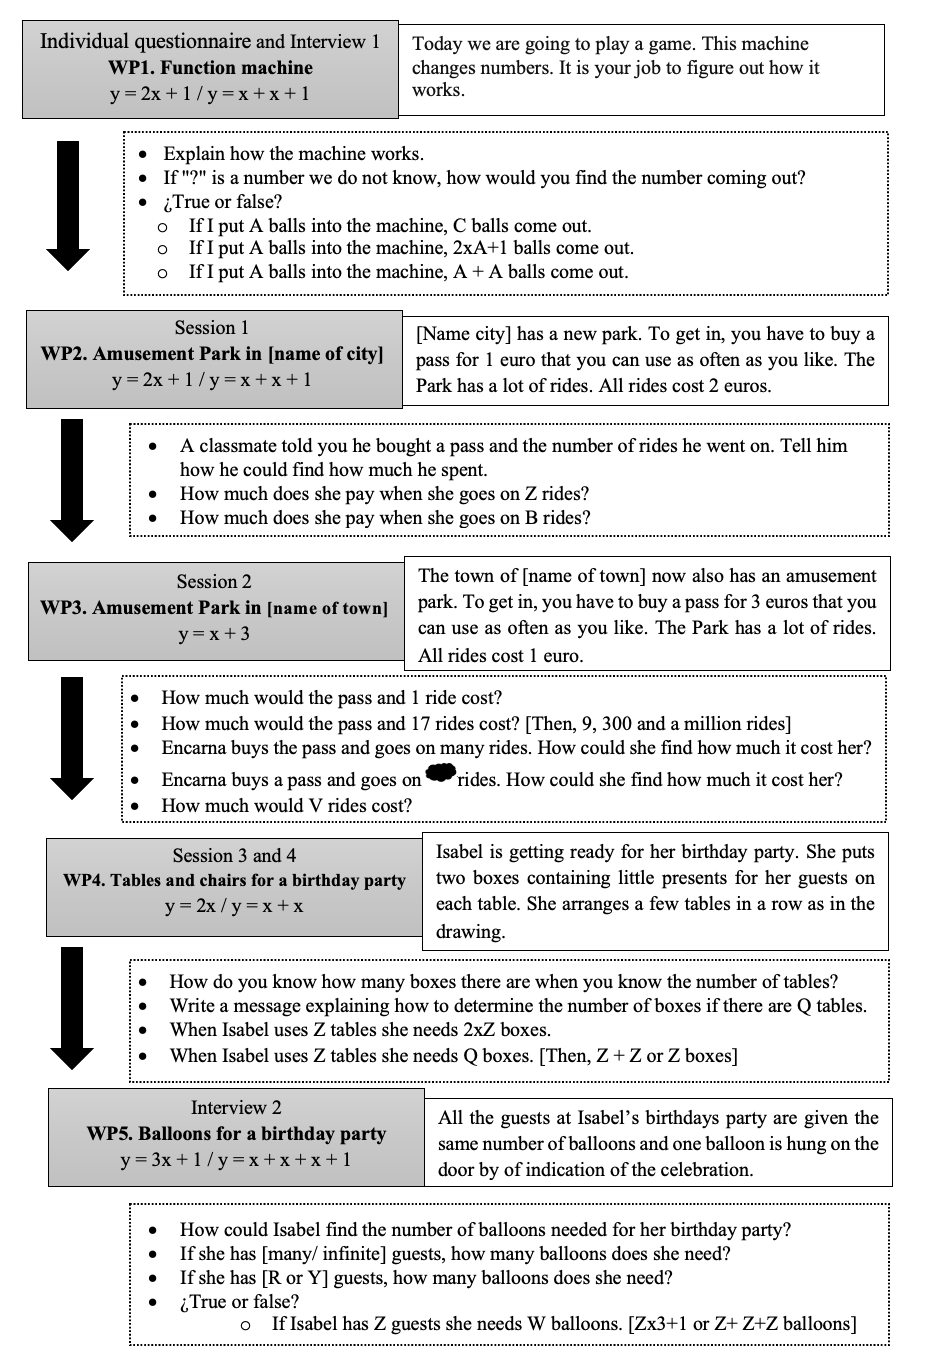 Individual questionnaire and Interview 1
WP1. Function machine
y = 2x + 1 / y = x + x + 1
Today we are going to play a game. This machine
changes numbers. It is your job to figure out how it
works.
• Explain how the machine works.
• If "?" is a number we do not know, how would you find the number coming out?
• ¿True or false?
o If I put A balls into the machine, C balls come out.
o If I put A balls into the machine, 2xA+1 balls come out.
o If I put A balls into the machine, A + A balls come out.
Session 1
WP2. Amusement Park in [name of city]
y = 2x + 1 / y = x + x + 1
[Name city] has a new park. To get in, you have to buy a
pass for 1 euro that you can use as often as you like. The
Park has a lot of rides. All rides cost 2 euros.
• A classmate told you he bought a pass and the number of rides he went on. Tell him
how he could find how much he spent.
• How much does she pay when she goes on Z rides?
• How much does she pay when she goes on B rides?
Session 2
WP3. Amusement Park in [name of town]
y = x + 3
The town of [name of town] now also has an amusement
park. To get in, you have to buy a pass for 3 euros that you
can use as often as you like. The Park has a lot of rides.
All rides cost 1 euro.
• How much would the pass and 1 ride cost?
• How much would the pass and 17 rides cost? [Then, 9, 300 and a million rides]
• Encarna buys the pass and goes on many rides. How could she find how much it cost her?
• Encarna buys a pass and goes on rides. How could she find how much it cost her?
• How much would V rides cost?
Session 3 and 4
WP4. Tables and chairs for a birthday party
y = 2x / y = x + x
Isabel is getting ready for her birthday party. She puts
two boxes containing little presents for her guests on
each table. She arranges a few tables in a row as in the
drawing.
• How do you know how many boxes there are when you know the number of tables?
• Write a message explaining how to determine the number of boxes if there are Q tables.
• When Isabel uses Z tables she needs 2xZ boxes.
• When Isabel uses Z tables she needs Q boxes. [Then, Z + Z or Z boxes]
Interview 2
WP5. Balloons for a birthday party
y = 3x + 1 / y = x + x + x + 1
All the guests at Isabel’s birthdays party are given the
same number of balloons and one balloon is hung on the
door by of indication of the celebration.
• How could Isabel find the number of balloons needed for her birthday party?
• If she has [many/ infinite] guests, how many balloons does she need?
• If she has [R or Y] guests, how many balloons does she need?
• ¿True or false?
o If Isabel has Z guests she needs W balloons. [Zx3+1 or Z+ Z+Z balloons]